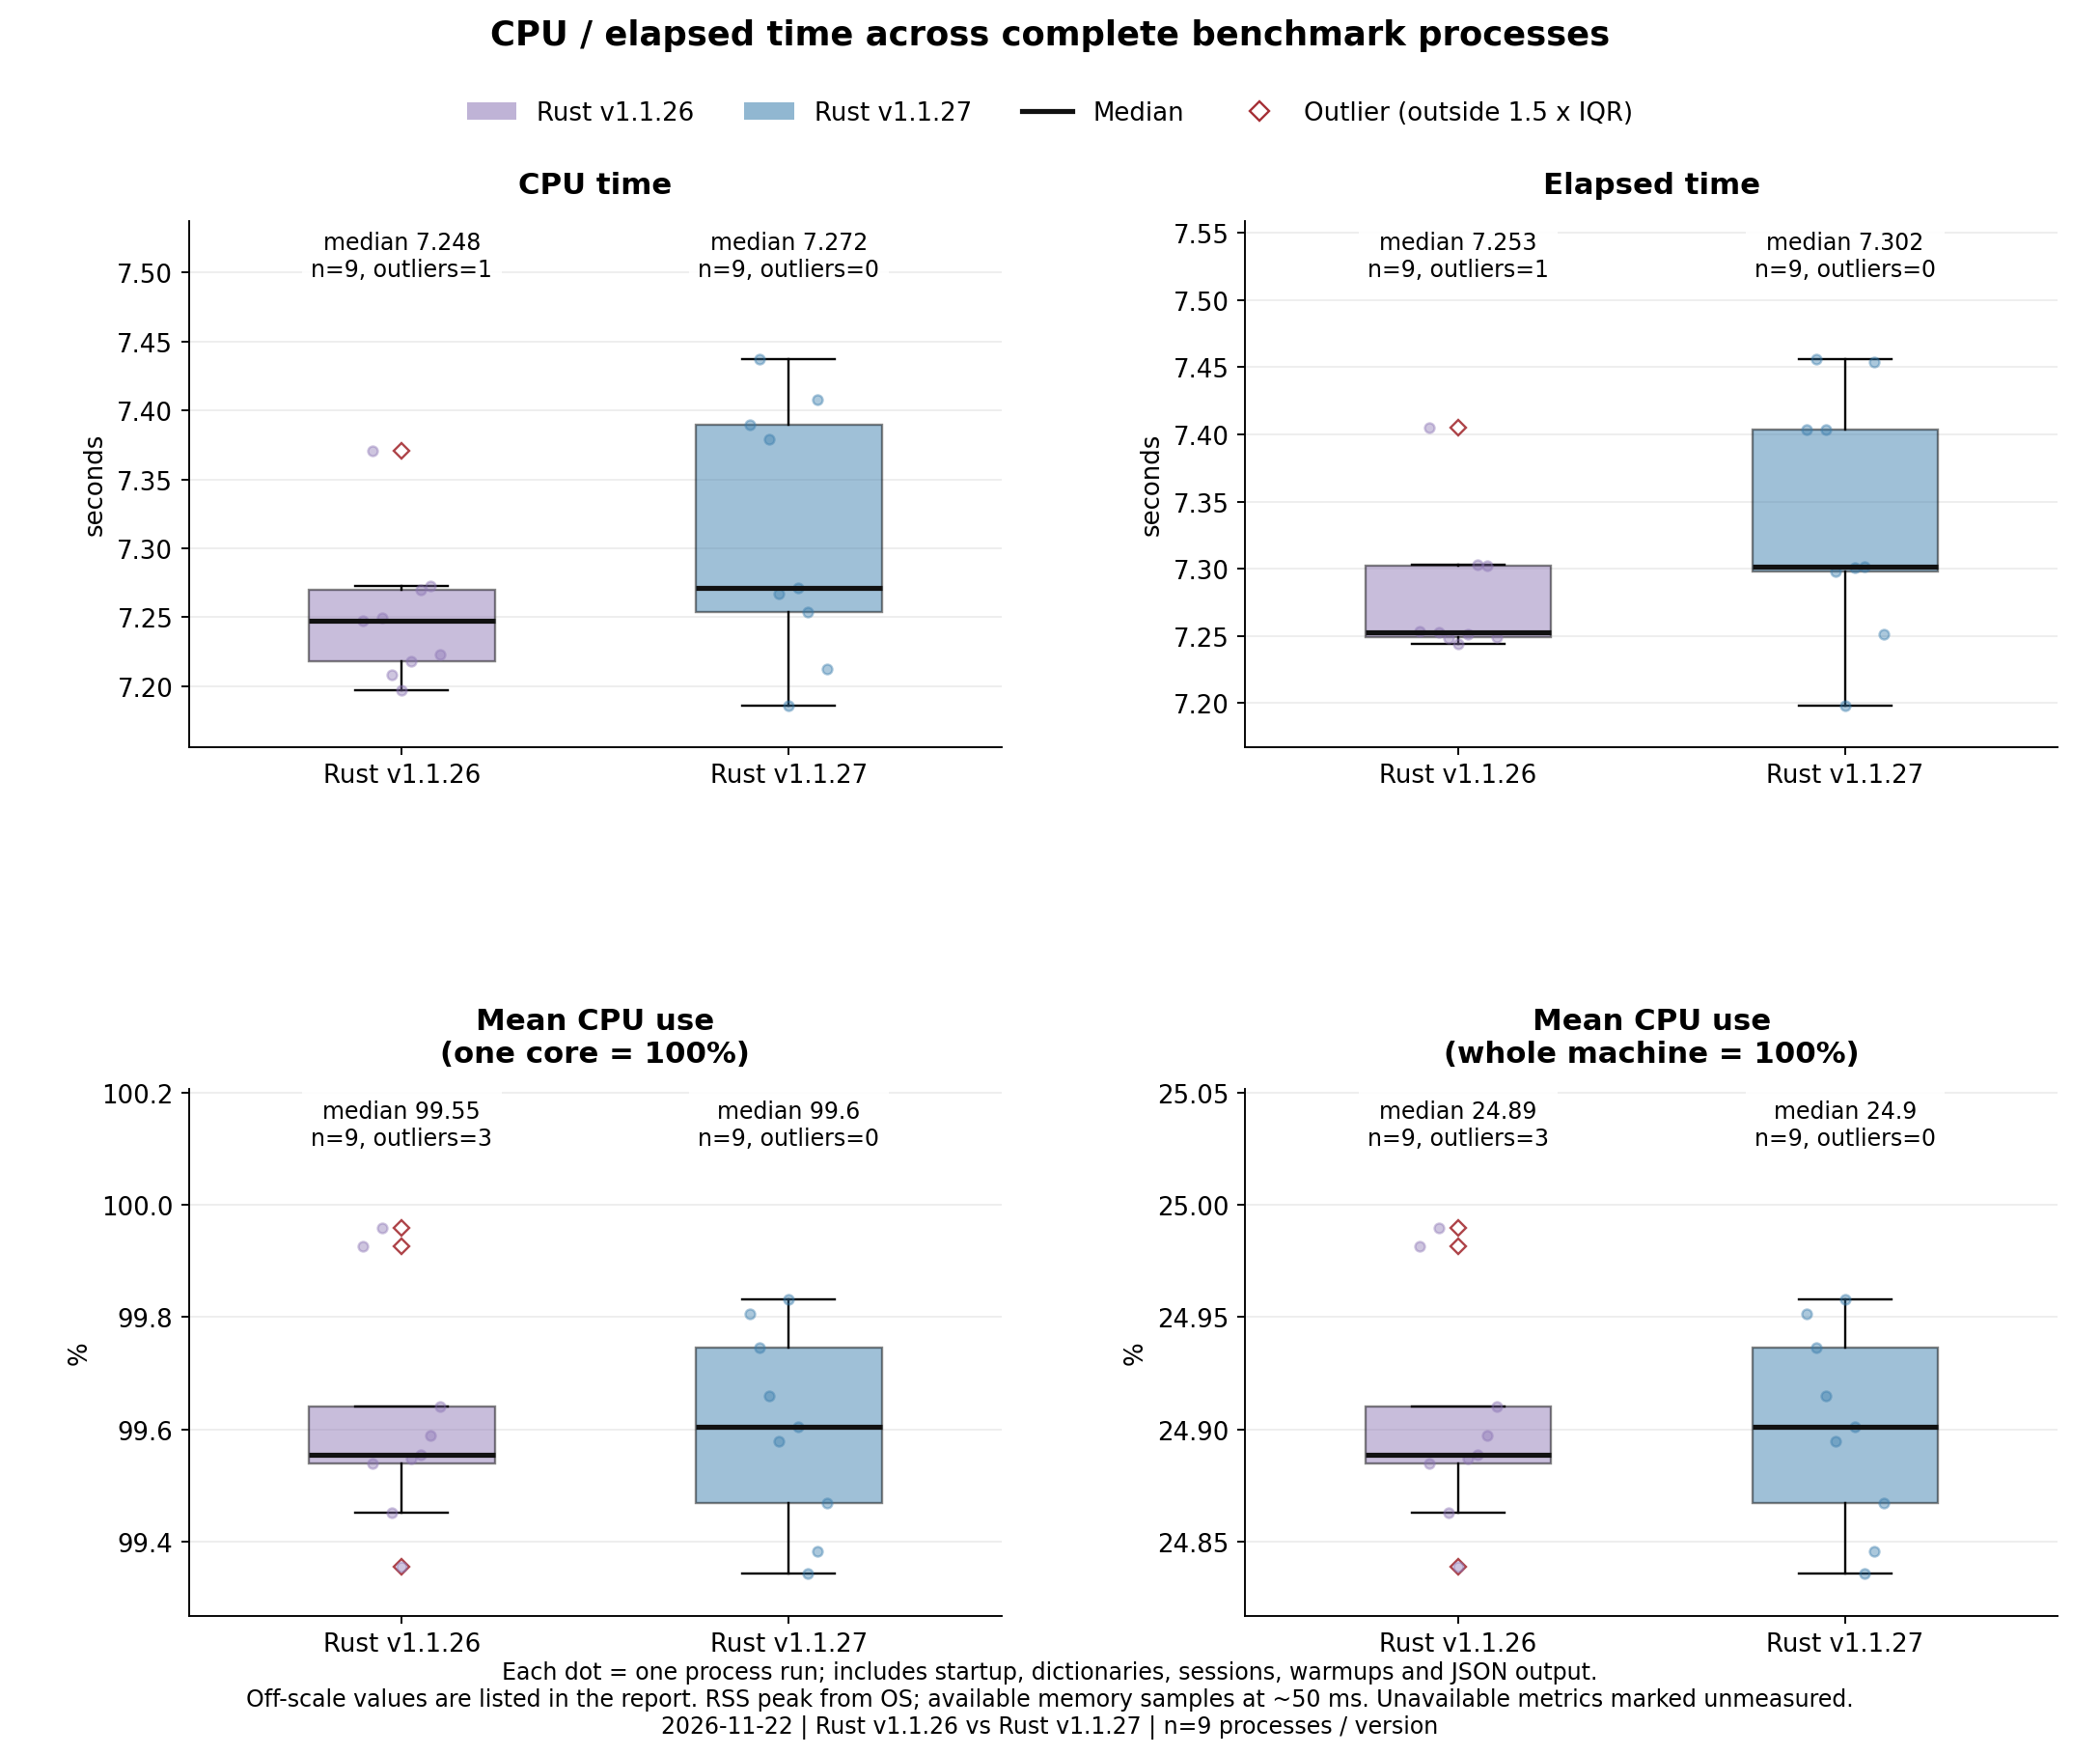 CPU / elapsed time across complete benchmark processes
Rust v1.1.26
Rust v1.1.27
Median
Outlier (outside 1.5 x IQR)
CPU time
median 7.248
n=9, outliers=1
median 7.272
n=9, outliers=0
seconds
7.50
7.45
7.40
7.35
7.30
7.25
7.20
Rust v1.1.26
Rust v1.1.27
Elapsed time
median 7.253
n=9, outliers=1
median 7.302
n=9, outliers=0
seconds
7.55
7.50
7.45
7.40
7.35
7.30
7.25
7.20
Rust v1.1.26
Rust v1.1.27
Mean CPU use
(one core = 100%)
median 99.55
n=9, outliers=3
median 99.6
n=9, outliers=0
%
100.2
100.0
99.8
99.6
99.4
Rust v1.1.26
Rust v1.1.27
Mean CPU use
(whole machine = 100%)
median 24.89
n=9, outliers=3
median 24.9
n=9, outliers=0
%
25.05
25.00
24.95
24.90
24.85
Rust v1.1.26
Rust v1.1.27
Each dot = one process run; includes startup, dictionaries, sessions, warmups and JSON output.
Off-scale values are listed in the report. RSS peak from OS; available memory samples at ~50 ms. Unavailable metrics marked unmeasured.
2026-11-22 | Rust v1.1.26 vs Rust v1.1.27 | n=9 processes / version